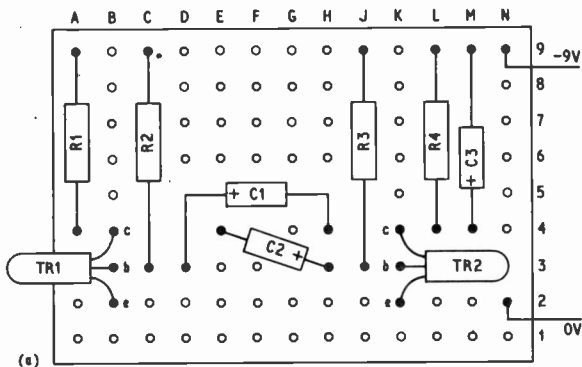 A B C D E F G H J K L M N
9
-9V
8
7
6
5
4
3
2
0V
1
R1
R2
R3
R4
C3
+
+ C1
C2 +
c
b
e
TR1
c
b
e
TR2
(a)